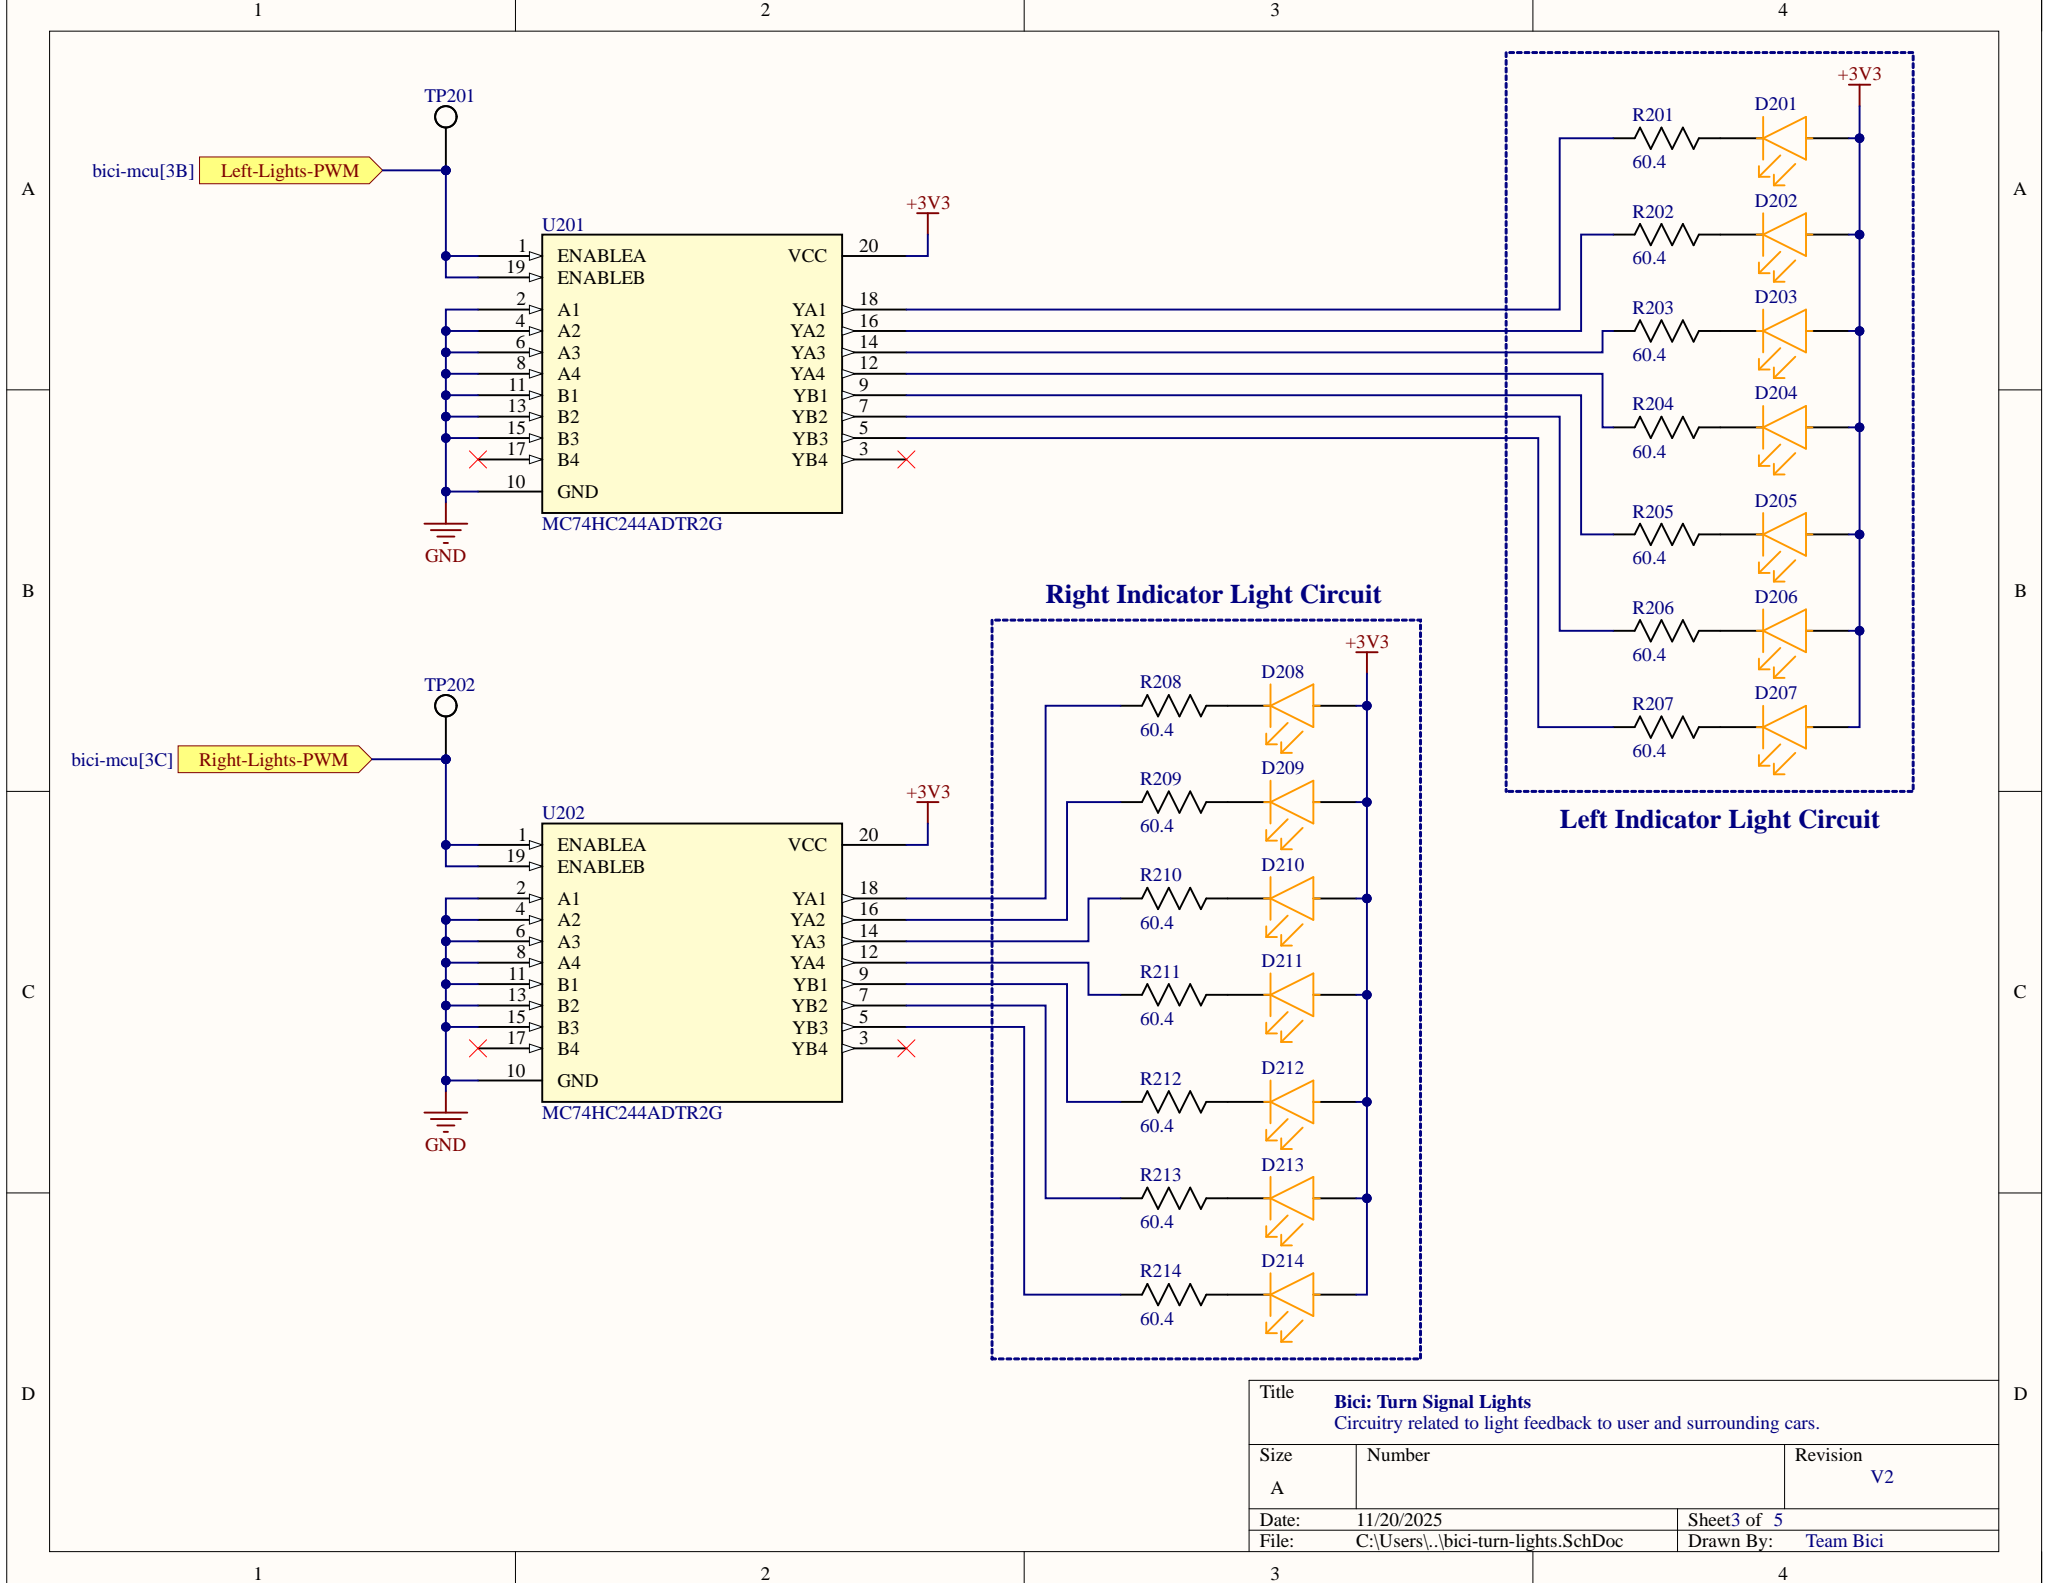 1 2 3 4
A
B
C
D
A
B
C
D
TP201
bici-mcu[3B] Left-Lights-PWM
U201
+3V3
1 ENABLEA VCC 20
19 ENABLEB
2 A1 YA1 18
4 A2 YA2 16
6 A3 YA3 14
8 A4 YA4 12
11 B1 YB1 9
13 B2 YB2 7
15 B3 YB3 5
17 B4 YB4 3
10 GND
MC74HC244ADTR2G
GND
+3V3
R201 D201
60.4
R202 D202
60.4
R203 D203
60.4
R204 D204
60.4
R205 D205
60.4
R206 D206
60.4
R207 D207
60.4
Left Indicator Light Circuit
TP202
bici-mcu[3C] Right-Lights-PWM
U202
+3V3
1 ENABLEA VCC 20
19 ENABLEB
2 A1 YA1 18
4 A2 YA2 16
6 A3 YA3 14
8 A4 YA4 12
11 B1 YB1 9
13 B2 YB2 7
15 B3 YB3 5
17 B4 YB4 3
10 GND
MC74HC244ADTR2G
GND
Right Indicator Light Circuit
+3V3
R208 D208
60.4
R209 D209
60.4
R210 D210
60.4
R211 D211
60.4
R212 D212
60.4
R213 D213
60.4
R214 D214
60.4
Title Bici: Turn Signal Lights
Circuitry related to light feedback to user and surrounding cars.
Size Number Revision
A V2
Date: 11/20/2025 Sheet3 of 5
File: C:\Users\..\bici-turn-lights.SchDoc Drawn By: Team Bici
1 2 3 4